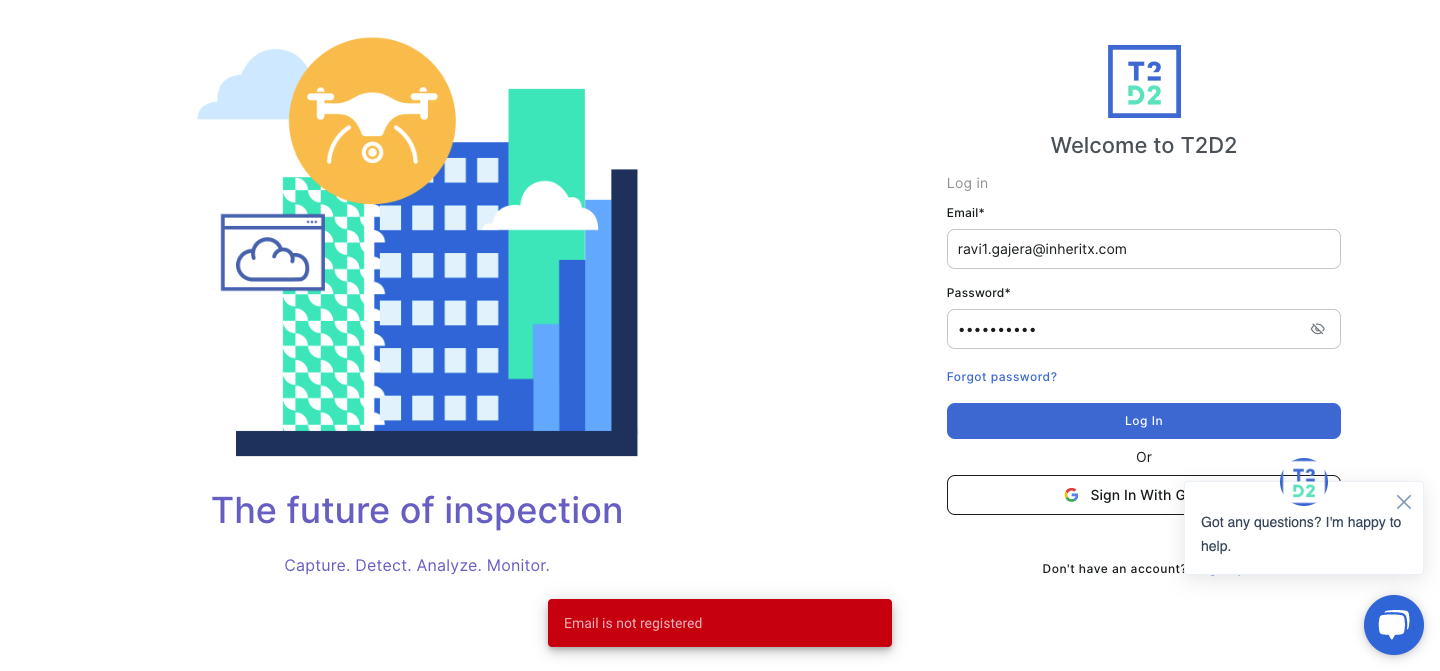 The future of inspection
Capture. Detect. Analyze. Monitor.
T2
D2
Welcome to T2D2
Log in
Email*
ravi1.gajera@inheritx.com
Password*
••••••••••
Forgot password?
Log In
Or
Sign In With G
Don't have an account?
T2
D2
Got any questions? I'm happy to
help.
Email is not registered